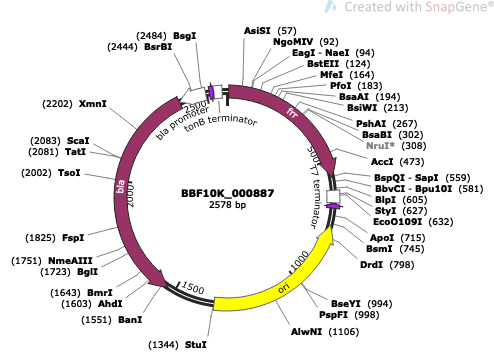 Created with SnapGene®
(2484) BsgI
(2444) BsrBI
AsiSI (57)
NgoMIV (92)
EagI - NaeI (94)
BstEII (124)
MfeI (164)
PfoI (183)
BsaAI (194)
BsiWI (213)
PshAI (267)
BsaBI (302)
NruI* (308)
AccI (473)
BspQI - SapI (559)
BbvCI - Bpu10I (581)
BlpI (605)
StyI (627)
EcoO109I (632)
ApoI (715)
BsmI (745)
DrdI (798)
BseYI (994)
PspFI (998)
AlwNI (1106)
(1344) StuI
(1551) BanI
(1603) AhdI
(1643) BmrI
(1723) BglI
(1751) NmeAIII
(1825) FspI
(2002) TsoI
(2081) TatI
(2083) ScaI
(2202) XmnI
2500
bla promoter
tonB terminator
frr
500
T7 terminator
1000
ori
1500
2000
bla
BBF10K_000887
2578 bp